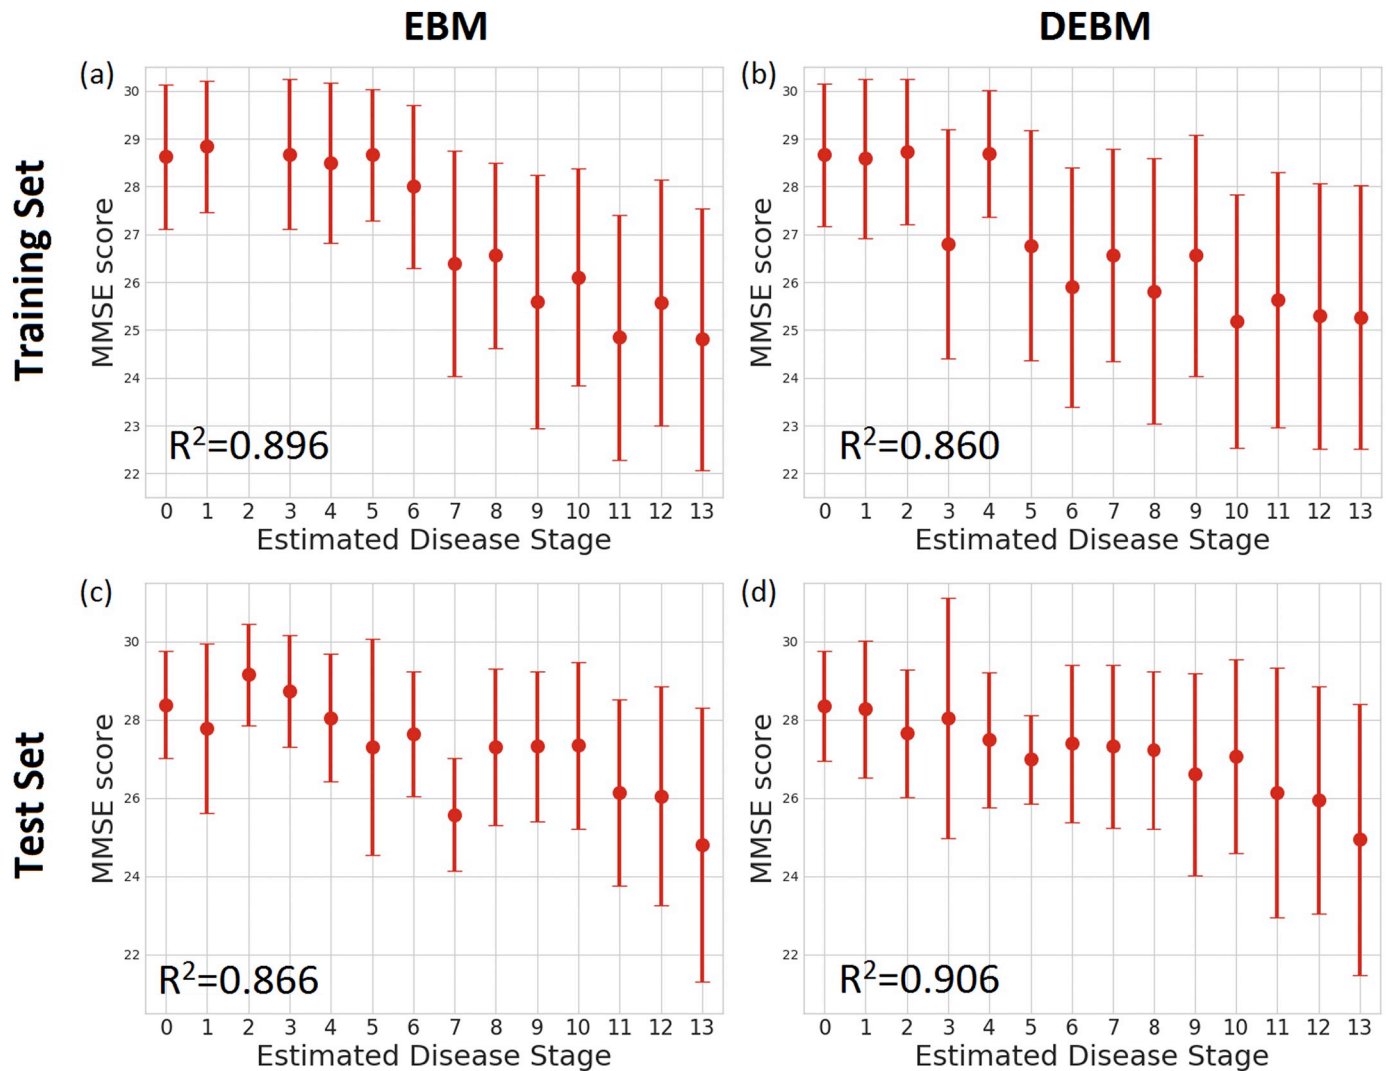 EBM
DEBM
Training Set
(a)
MMSE score
30
29
28
27
26
25
24
23
22
R²=0.896
0 1 2 3 4 5 6 7 8 9 10 11 12 13
Estimated Disease Stage
(b)
MMSE score
30
29
28
27
26
25
24
23
22
R²=0.860
0 1 2 3 4 5 6 7 8 9 10 11 12 13
Estimated Disease Stage
Test Set
(c)
MMSE score
30
28
26
24
22
R²=0.866
0 1 2 3 4 5 6 7 8 9 10 11 12 13
Estimated Disease Stage
(d)
MMSE score
30
28
26
24
22
R²=0.906
0 1 2 3 4 5 6 7 8 9 10 11 12 13
Estimated Disease Stage